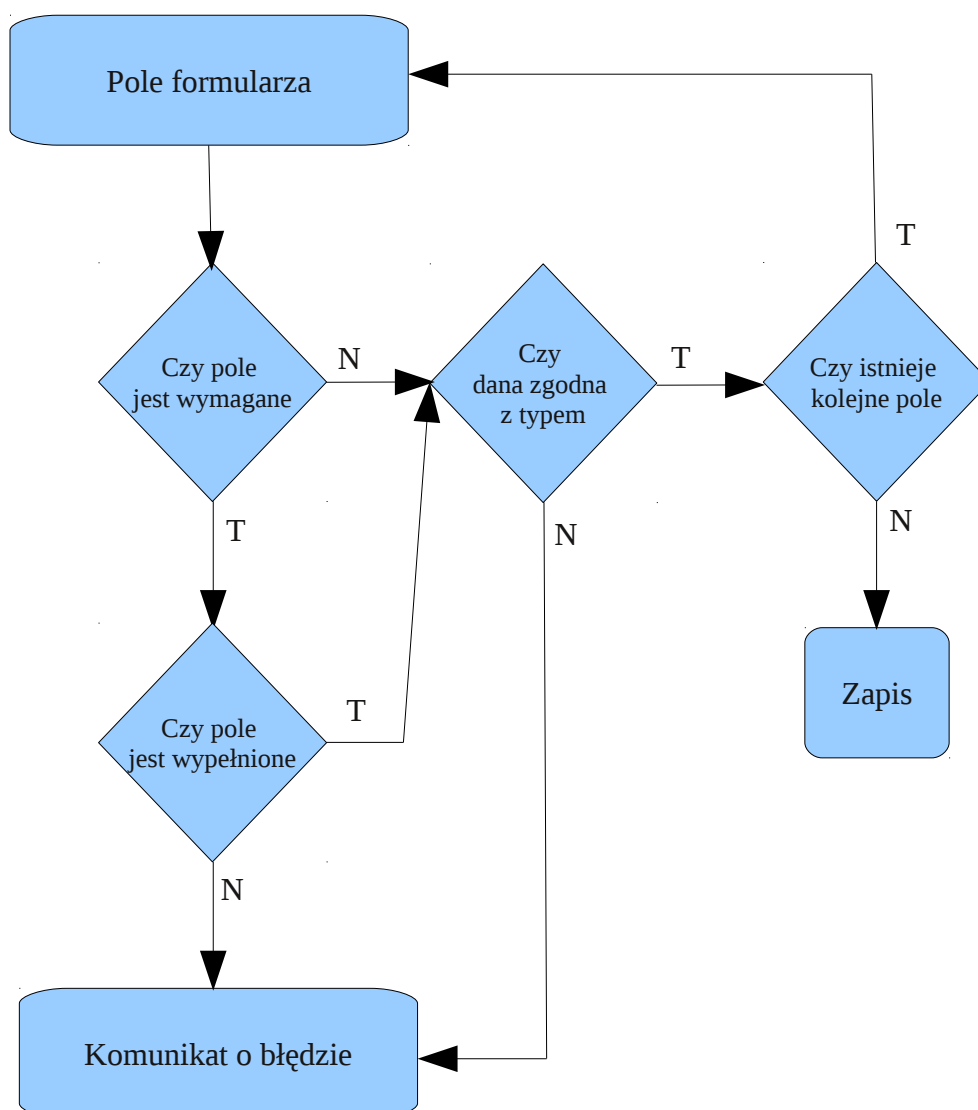 Pole formularza
T
Czy pole
jest wymagane
N
Czy
dana zgodna
z typem
T
Czy istnieje
kolejne pole
T
N
N
Czy pole
jest wypełnione
T
Zapis
N
Komunikat o błędzie